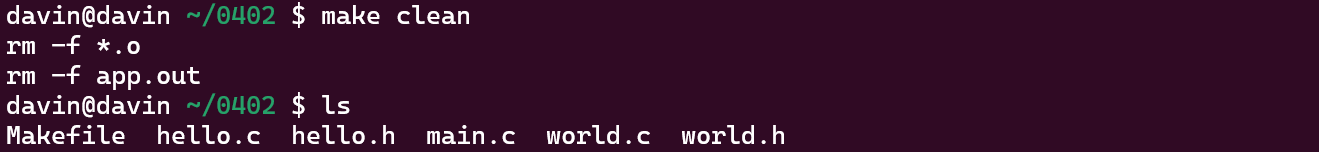 davin@davin ~/0402 $ make clean
rm -f *.o
rm -f app.out
davin@davin ~/0402 $ ls
Makefile  hello.c  hello.h  main.c  world.c  world.h